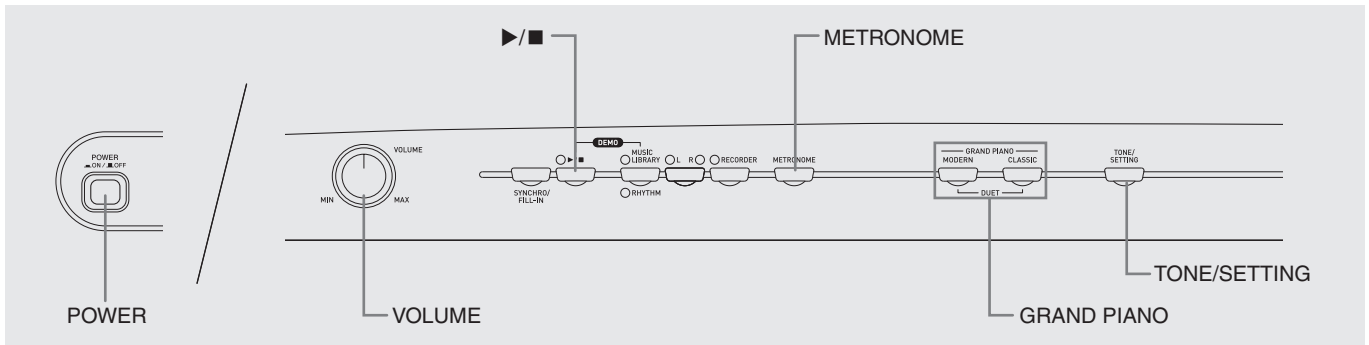 ▶/■
METRONOME
POWER
ON / OFF
VOLUME
MIN
MAX
DEMO
SYNCHRO/
FILL-IN
▶/■
MUSIC
LIBRARY
RHYTHM
L R
RECORDER
METRONOME
GRAND PIANO
MODERN CLASSIC
DUET
TONE/
SETTING
TONE/SETTING
POWER
VOLUME
GRAND PIANO